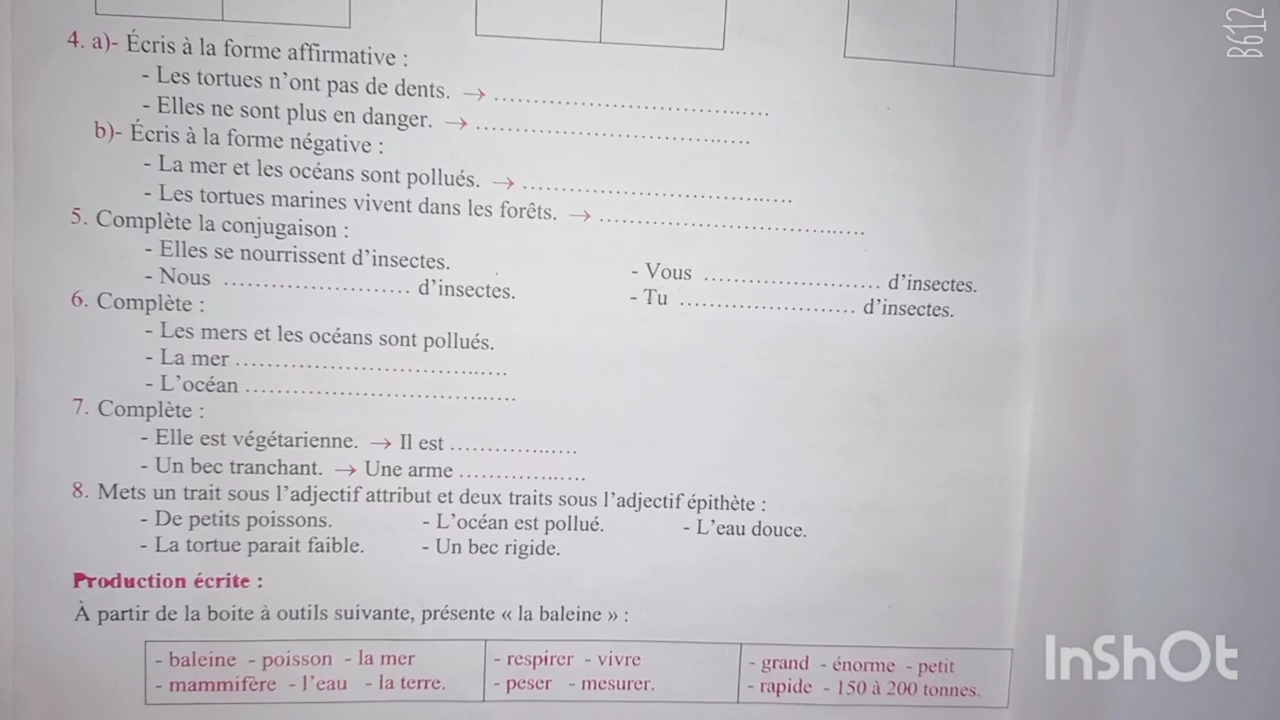 4. a)- Écris à la forme affirmative :
- Les tortues n'ont pas de dents. → ....................................
- Elles ne sont plus en danger. → ....................................
b)- Écris à la forme négative :
- La mer et les océans sont pollués. → ....................................
- Les tortues marines vivent dans les forêts. → ....................................
5. Complète la conjugaison :
- Elles se nourrissent d'insectes.
- Vous ........................ d'insectes.
- Nous ........................ d'insectes.
- Tu ........................ d'insectes.
6. Complète :
- Les mers et les océans sont pollués.
- La mer ....................................
- L'océan ....................................
7. Complète :
- Elle est végétarienne. → Il est .................
- Un bec tranchant. → Une arme .................
8. Mets un trait sous l'adjectif attribut et deux traits sous l'adjectif épithète :
- De petits poissons. - L'océan est pollué. - L'eau douce.
- La tortue parait faible. - Un bec rigide.
Production écrite :
À partir de la boite à outils suivante, présente « la baleine » :
- baleine - poisson - la mer
- mammifère - l'eau - la terre.
- respirer - vivre
- peser - mesurer.
- grand - énorme - petit
- rapide - 150 à 200 tonnes.
B612
InShOt